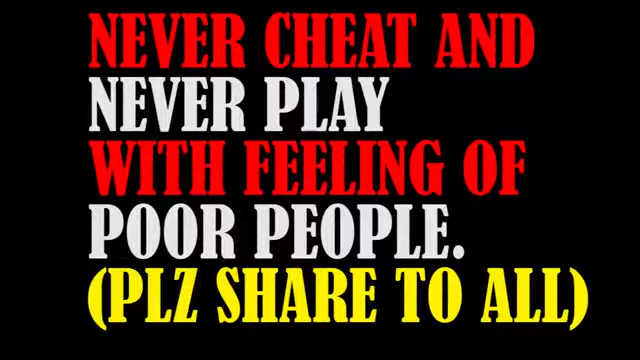 NEVER CHEAT AND
NEVER PLAY
WITH FEELING OF
POOR PEOPLE.
(PLZ SHARE TO ALL)